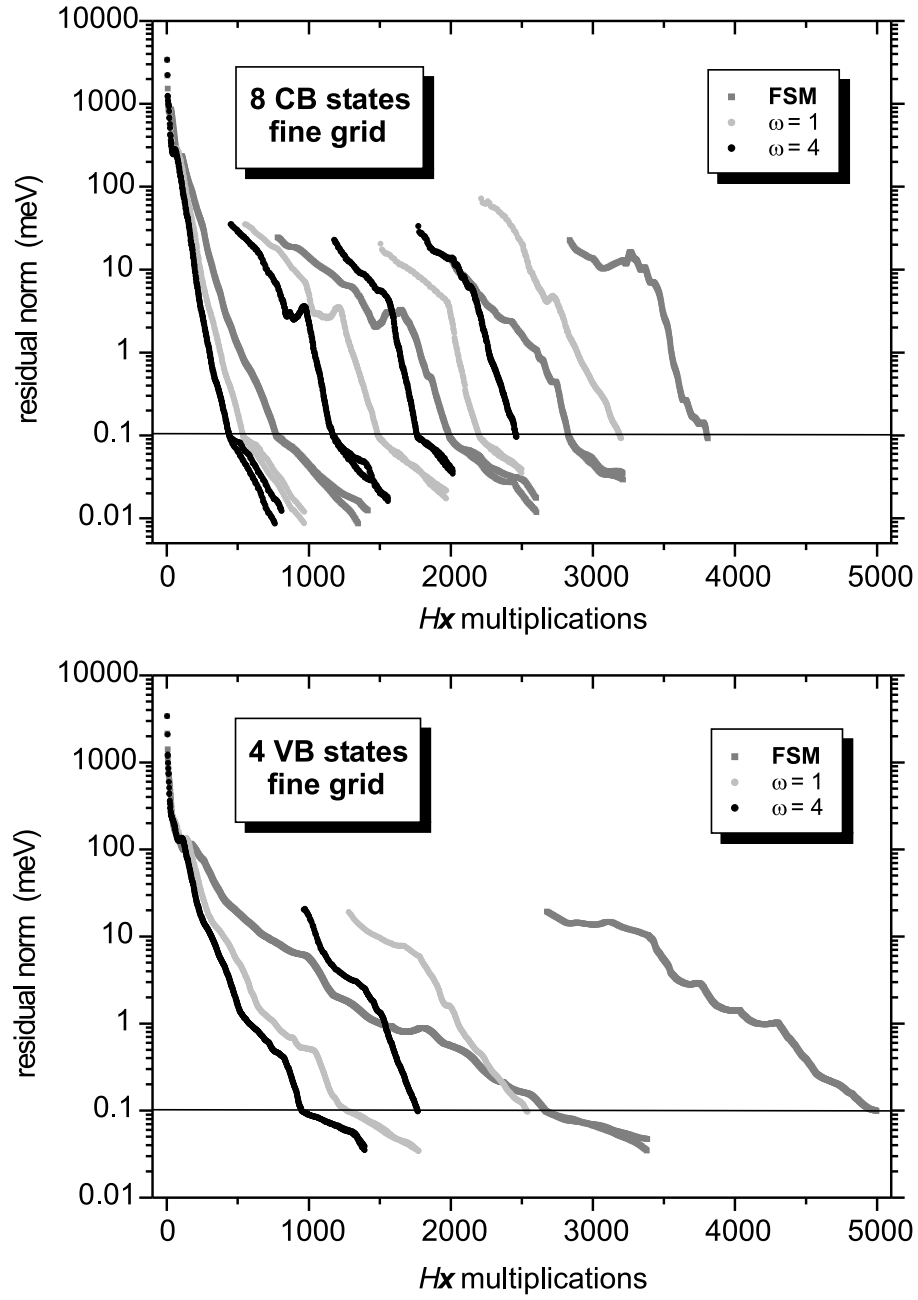 10000
1000
100
10
1
0.1
0.01
residual norm (meV)
8 CB states
fine grid
FSM
ω = 1
ω = 4
0 1000 2000 3000 4000 5000
Hx multiplications
10000
1000
100
10
1
0.1
0.01
residual norm (meV)
4 VB states
fine grid
FSM
ω = 1
ω = 4
0 1000 2000 3000 4000 5000
Hx multiplications